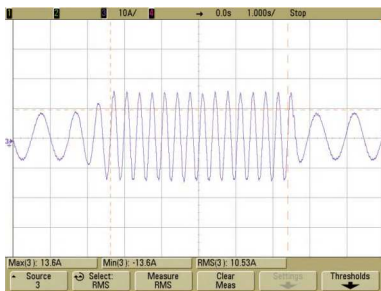 1 2 3 10A/ 4 → 0.0s 1.000s/ Stop
3
Max(3): 13.6A Min(3): -13.6A RMS(3): 10.53A
Source Select: Measure Clear Settings Thresholds
3 RMS RMS Meas